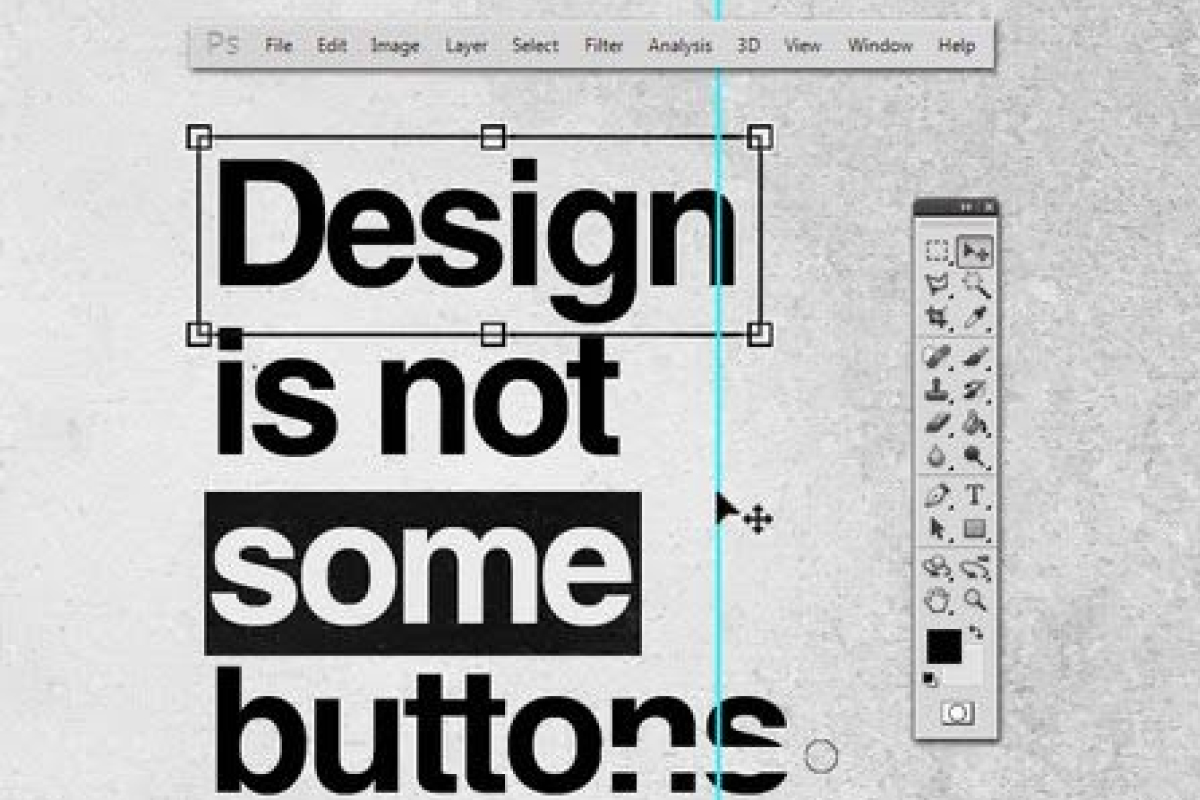 Ps File Edit Image Layer Select Filter Analysis 3D View Window Help
Design
is not
some
buttons
T